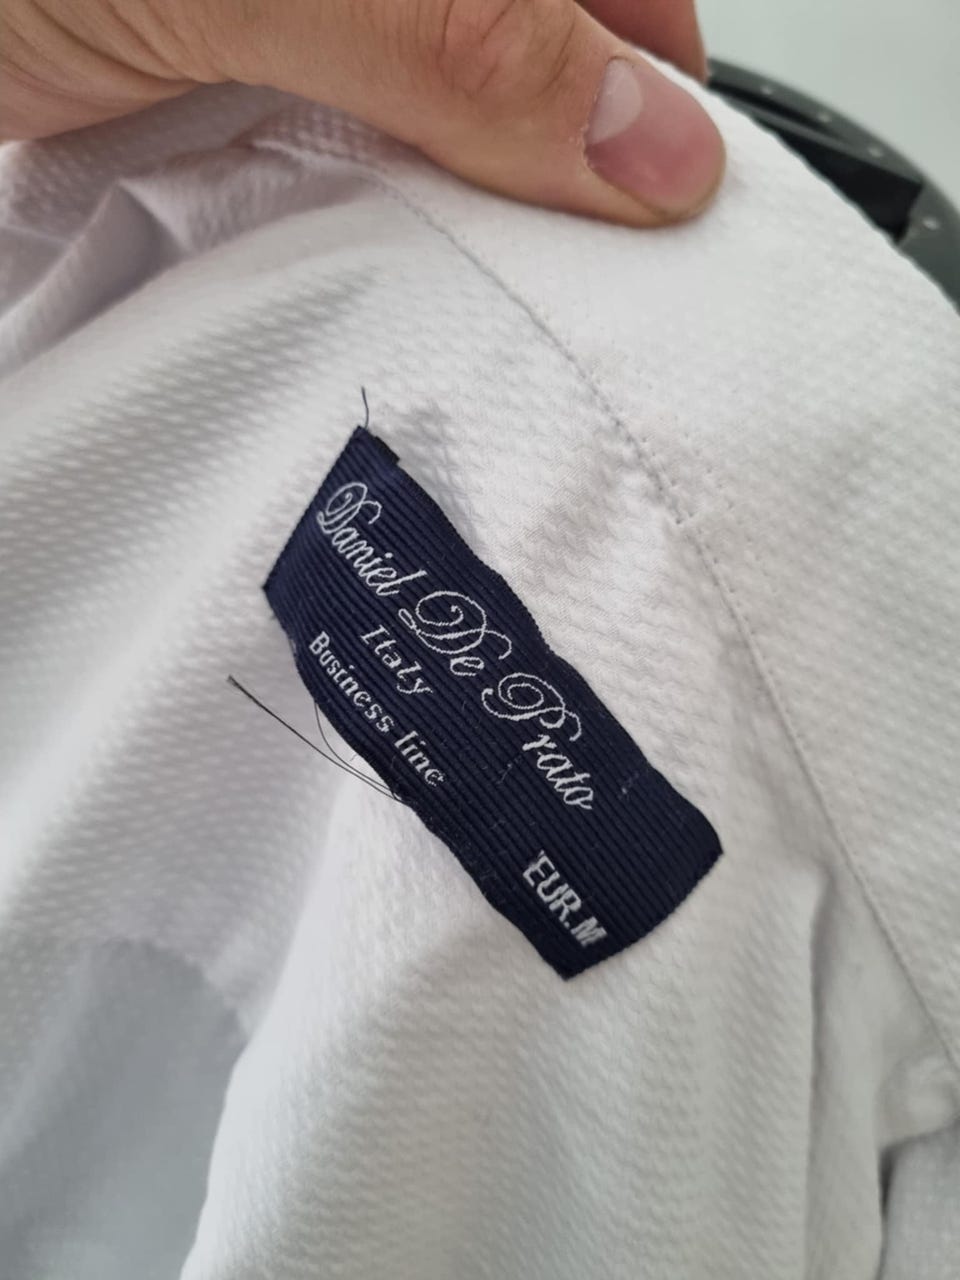 Daniel De Prato
Italy
Business line
EUR.M